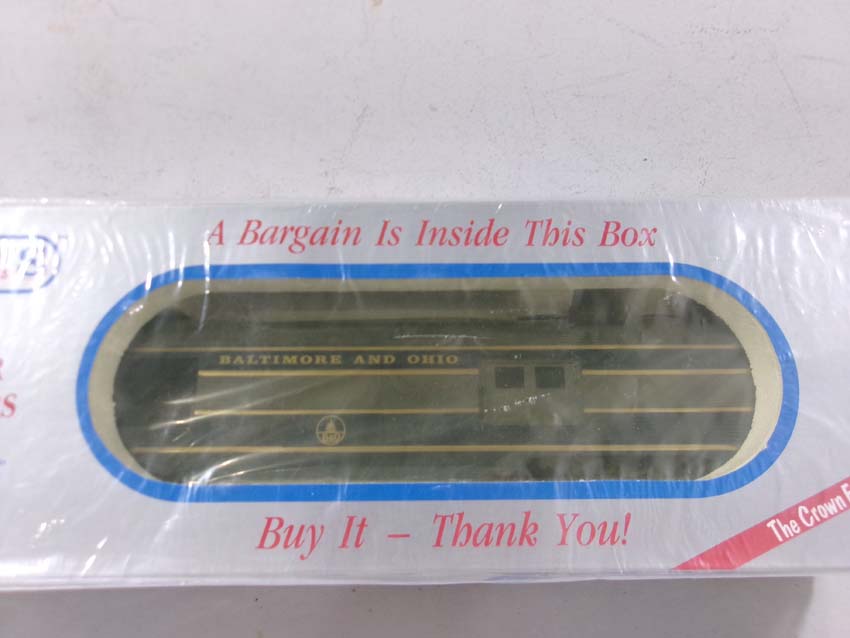 A Bargain Is Inside This Box
BALTIMORE AND OHIO
B&O
Buy It – Thank You!
The Crown